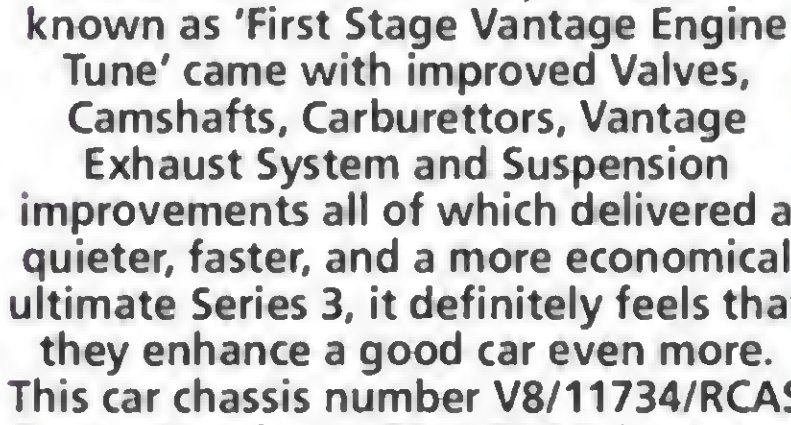 known as 'First Stage Vantage Engine
Tune' came with improved Valves,
Camshafts, Carburettors, Vantage
Exhaust System and Suspension
improvements all of which delivered a
quieter, faster, and a more economical
ultimate Series 3, it definitely feels that
they enhance a good car even more.
This car chassis number V8/11734/RCAS